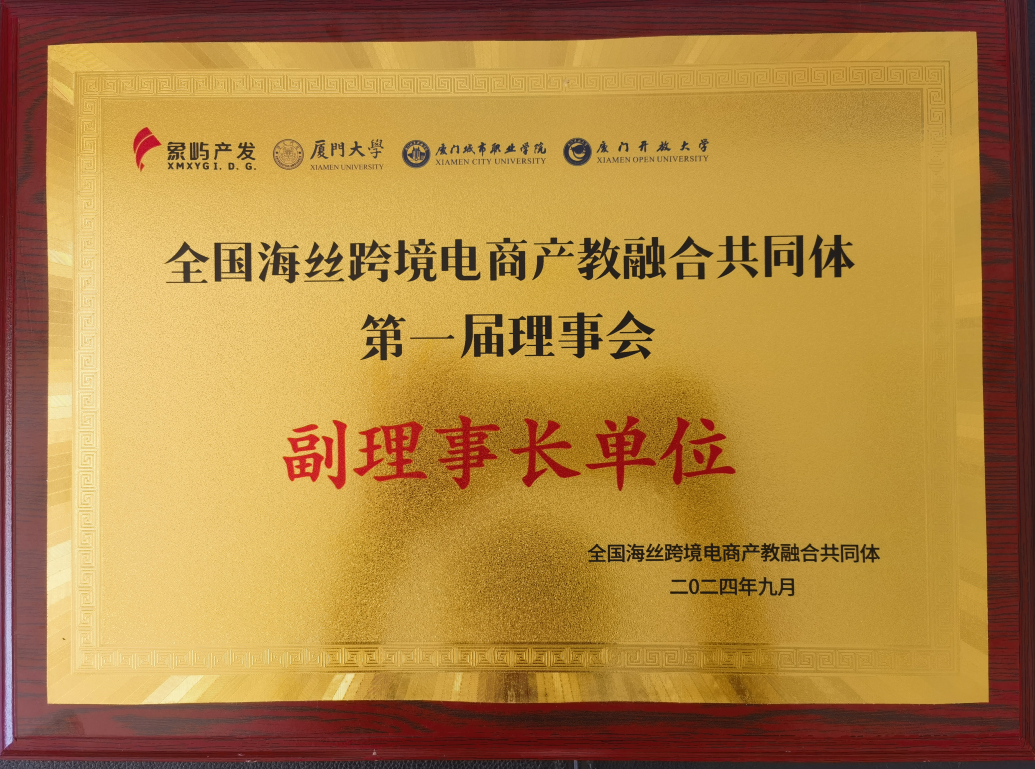 象屿产发 厦門大學 厦门城市职业学院 厦门开放大学
XMXYG I. D. G. XIAMEN UNIVERSITY XIAMEN CITY UNIVERSITY XIAMEN OPEN UNIVERSITY
全国海丝跨境电商产教融合共同体
第一届理事会
副理事长单位
全国海丝跨境电商产教融合共同体
二0二四年九月